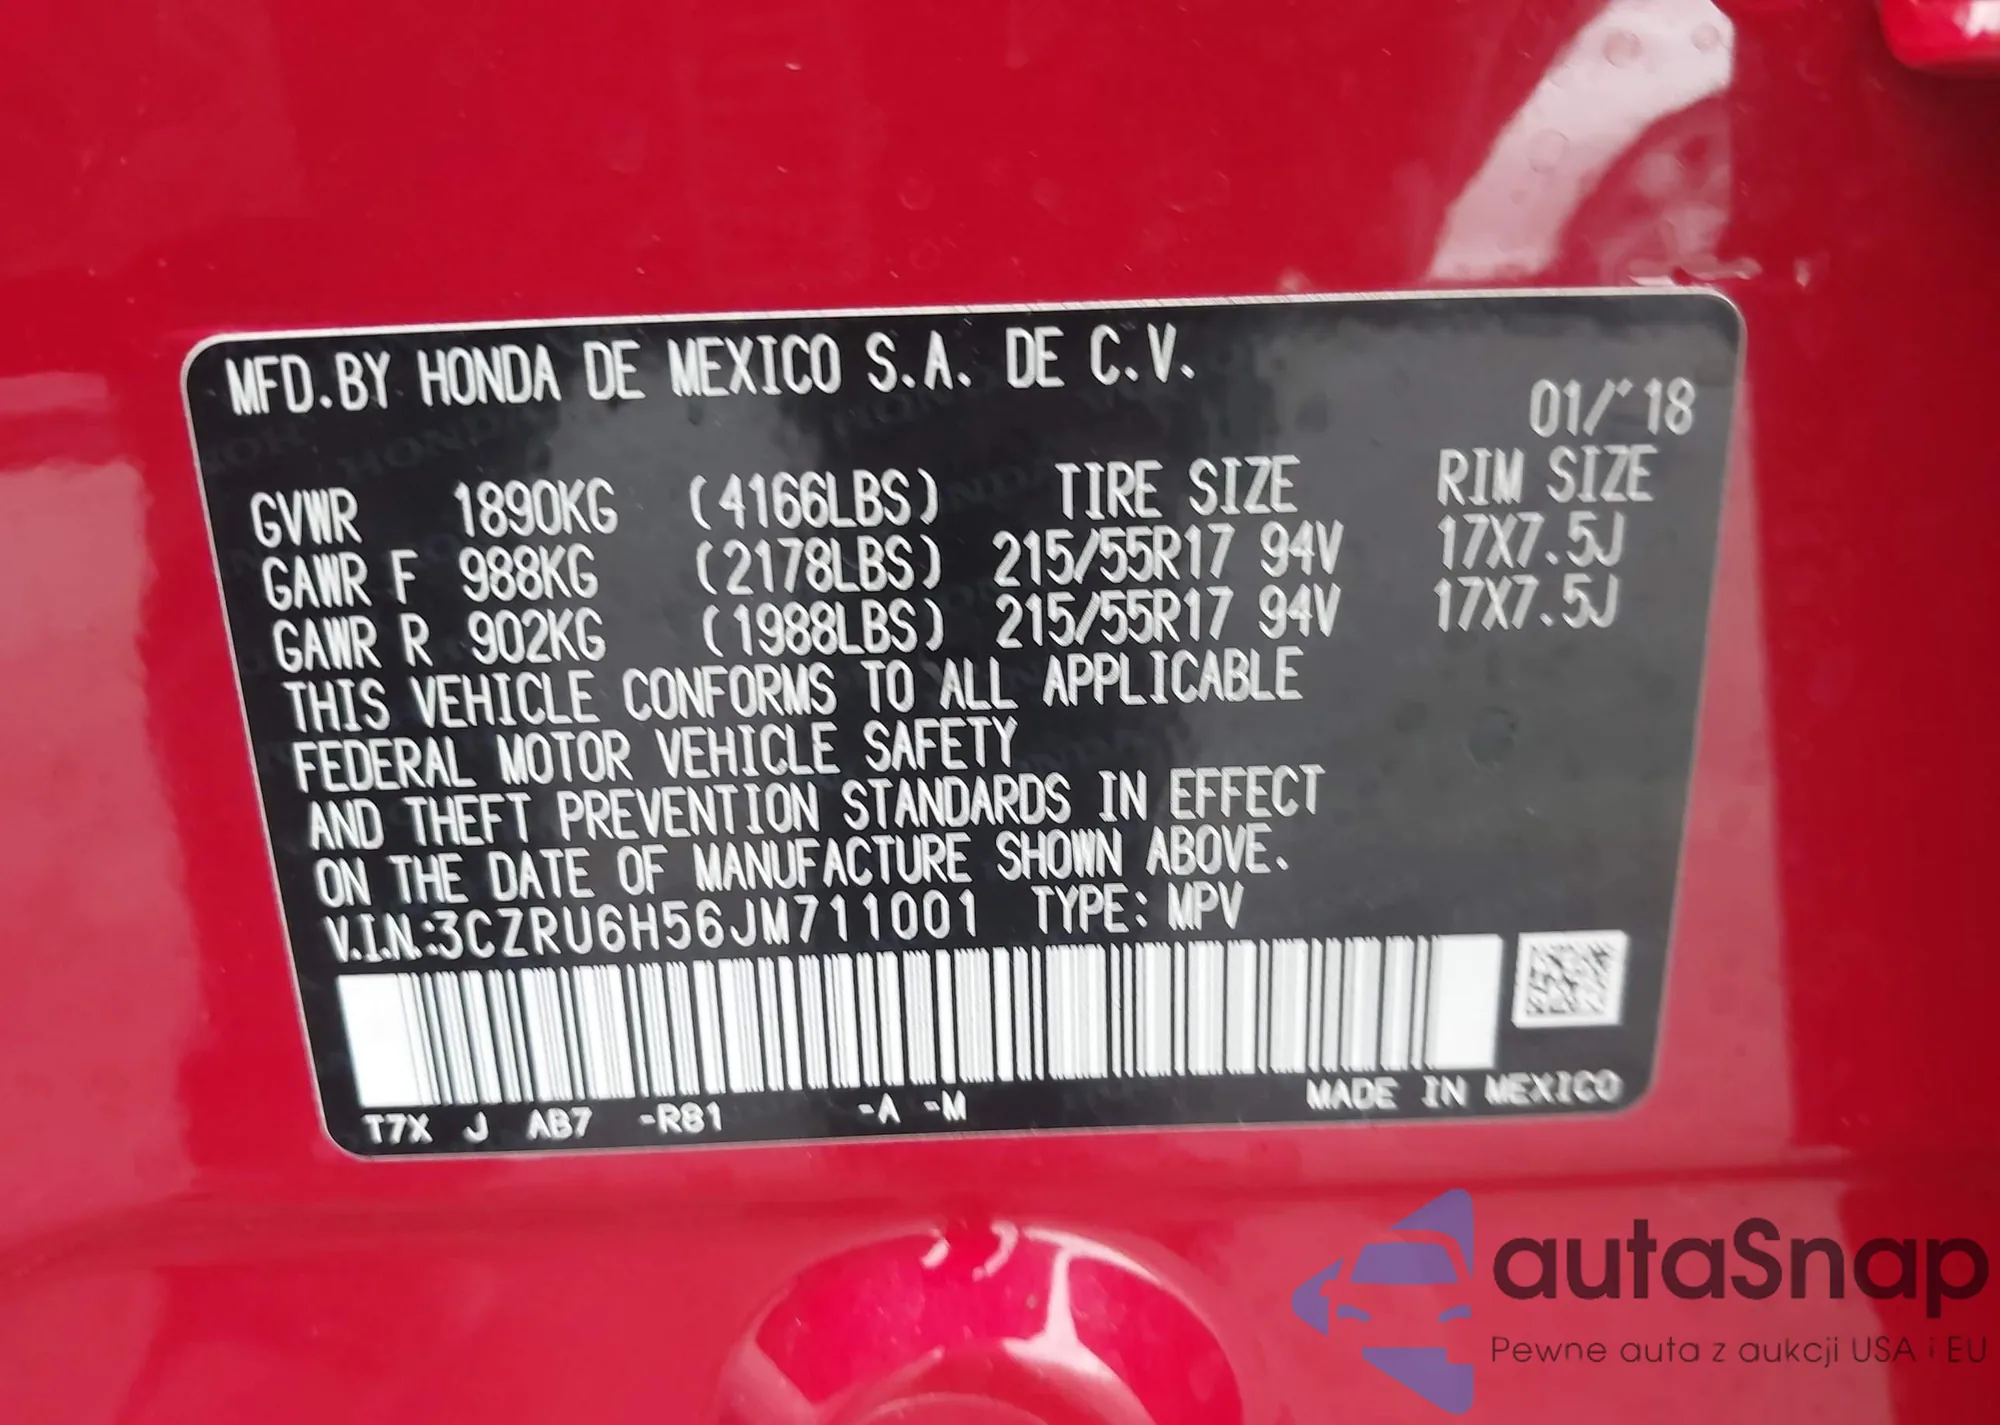 MFD.BY HONDA DE MEXICO S.A. DE C.V.
01/'18
GVWR 1890KG (4166LBS) TIRE SIZE RIM SIZE
GAWR F 988KG (2178LBS) 215/55R17 94V 17X7.5J
GAWR R 902KG (1988LBS) 215/55R17 94V 17X7.5J
THIS VEHICLE CONFORMS TO ALL APPLICABLE
FEDERAL MOTOR VEHICLE SAFETY
AND THEFT PREVENTION STANDARDS IN EFFECT
ON THE DATE OF MANUFACTURE SHOWN ABOVE.
V.I.N.:3CZRU6H56JM711001 TYPE: MPV
T7X J AB7 -R81 -A -M MADE IN MEXICO
autaSnap
Pewne auta z aukcji USA i EU